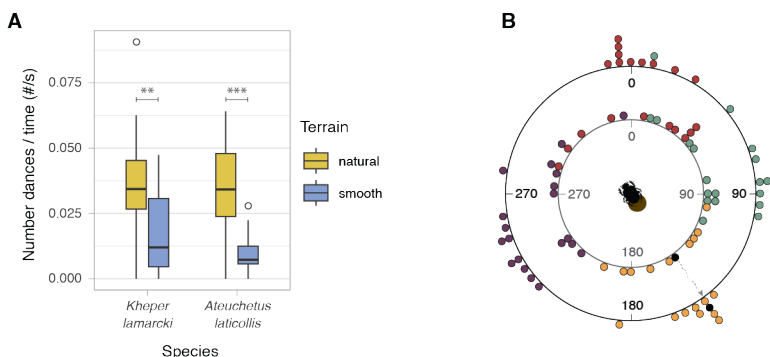 A
B
Number dances / time (#/s)
0.075
0.050
0.025
0.000
**
***
Terrain
natural
smooth
Kheper
lamarcki
Ateuchetus
laticollis
Species
0
0
270
270
90
90
180
180